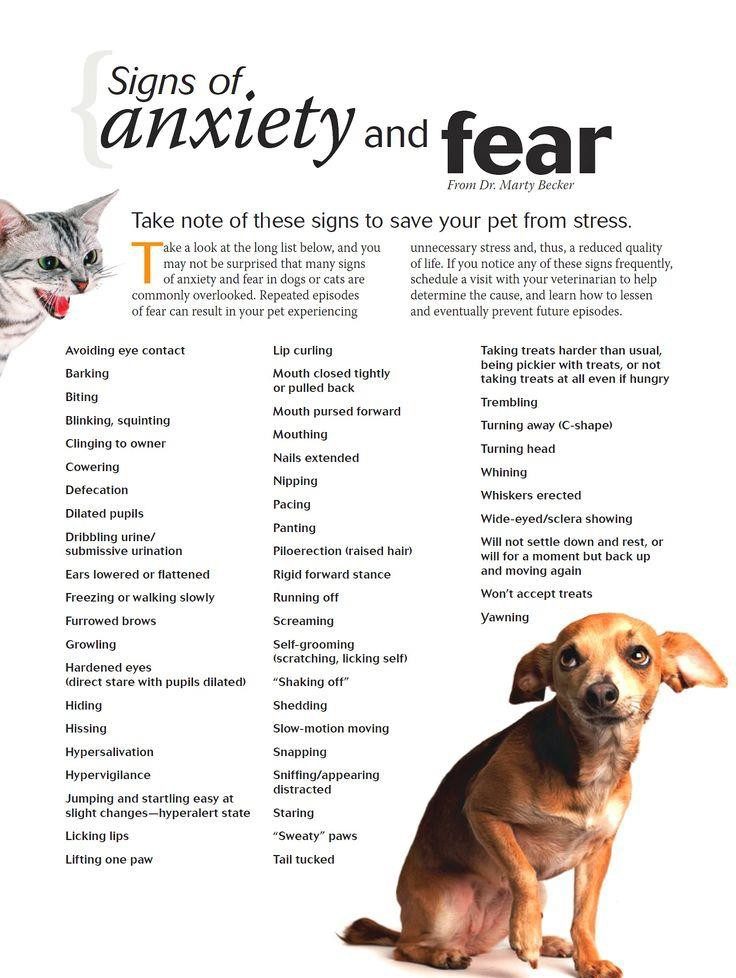 Signs of
anxiety and fear
From Dr. Marty Becker
Take note of these signs to save your pet from stress.
Take a look at the long list below, and you
may not be surprised that many signs
of anxiety and fear in dogs or cats are
commonly overlooked. Repeated episodes
of fear can result in your pet experiencing
unnecessary stress and, thus, a reduced quality
of life. If you notice any of these signs frequently,
schedule a visit with your veterinarian to help
determine the cause, and learn how to lessen
and eventually prevent future episodes.
Avoiding eye contact
Barking
Biting
Blinking, squinting
Clinging to owner
Cowering
Defecation
Dilated pupils
Dribbling urine/
submissive urination
Ears lowered or flattened
Freezing or walking slowly
Furrowed brows
Growling
Hardened eyes
(direct stare with pupils dilated)
Hiding
Hissing
Hypersalivation
Hypervigilance
Jumping and startling easy at
slight changes—hyperalert state
Licking lips
Lifting one paw
Lip curling
Mouth closed tightly
or pulled back
Mouth pursed forward
Mouthing
Nails extended
Nipping
Pacing
Panting
Piloerection (raised hair)
Rigid forward stance
Running off
Screaming
Self-grooming
(scratching, licking self)
“Shaking off”
Shedding
Slow-motion moving
Snapping
Sniffing/appearing
distracted
Staring
“Sweaty” paws
Tail tucked
Taking treats harder than usual,
being pickier with treats, or not
taking treats at all even if hungry
Trembling
Turning away (C-shape)
Turning head
Whining
Whiskers erected
Wide-eyed/sclera showing
Will not settle down and rest, or
will for a moment but back up
and moving again
Won’t accept treats
Yawning